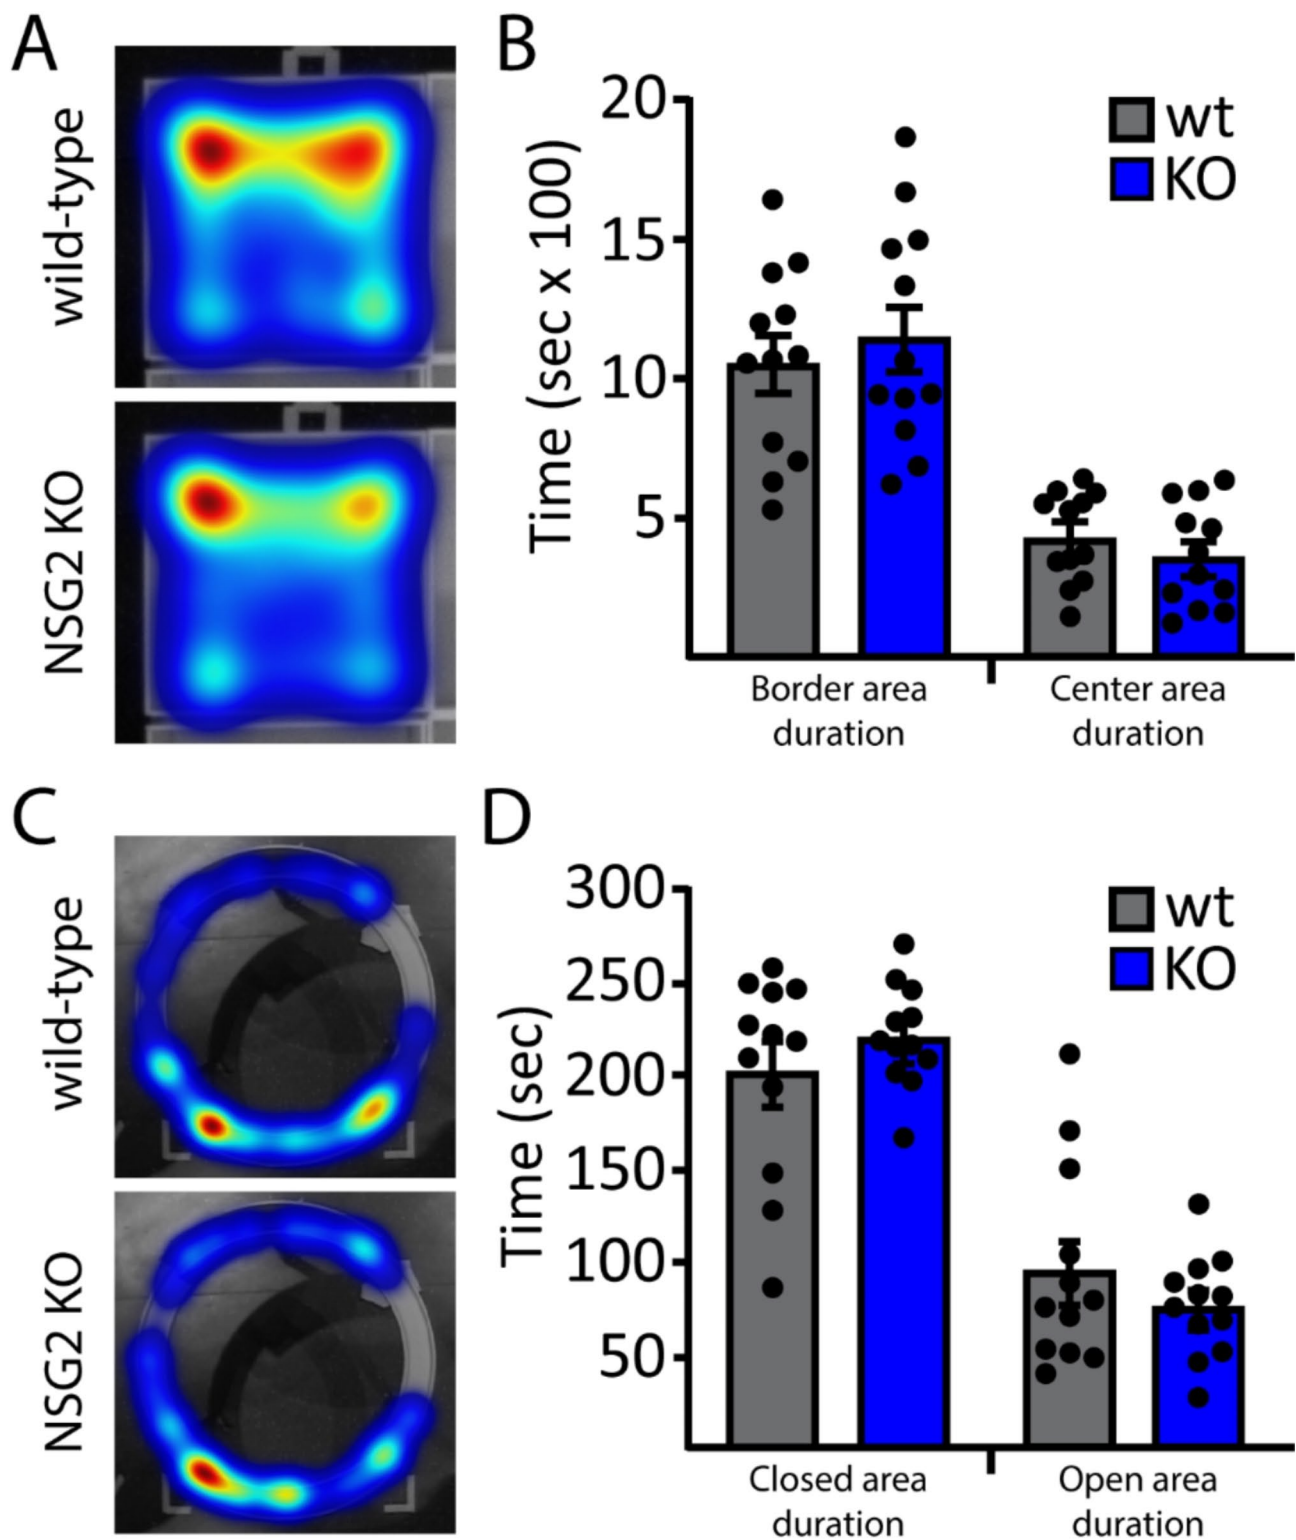 A
wild-type
NSG2 KO
B
Time (sec x 100)
20
15
10
5
wt
KO
Border area
duration
Center area
duration
C
wild-type
NSG2 KO
D
Time (sec)
300
250
200
150
100
50
wt
KO
Closed area
duration
Open area
duration